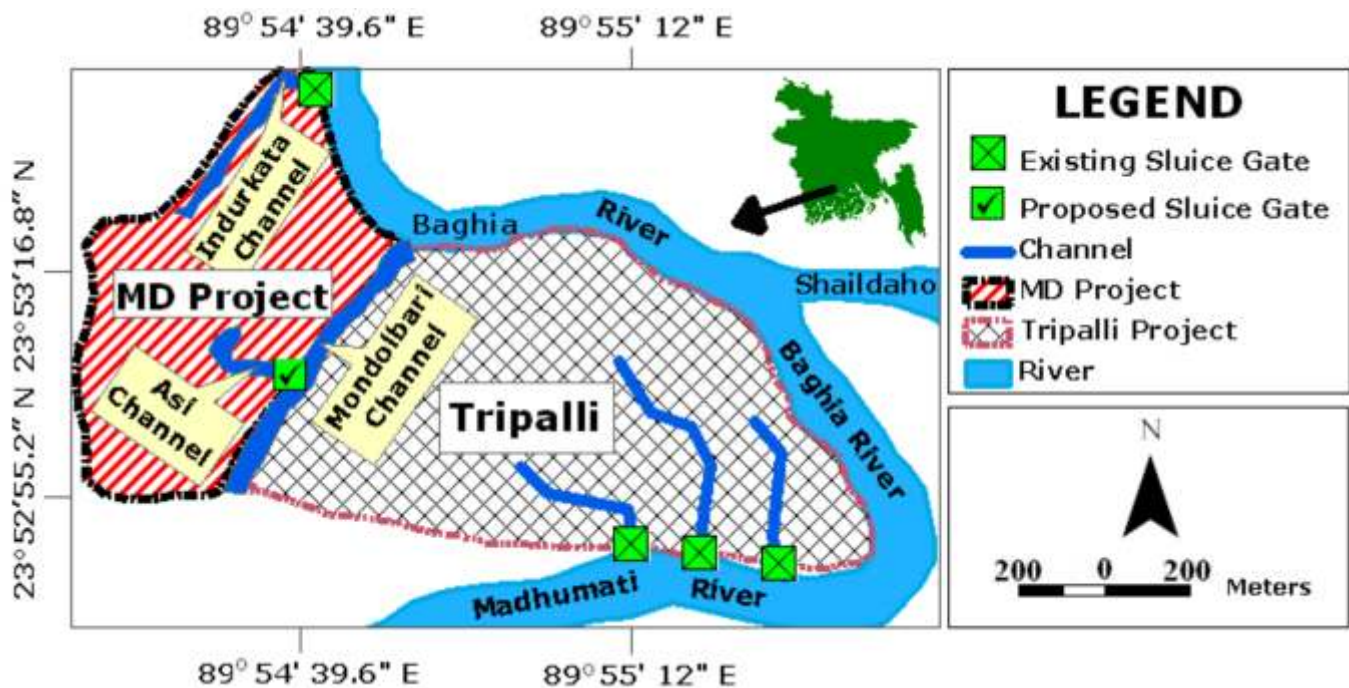 89° 54' 39.6" E
89° 55' 12" E
23° 53' 16.8" N
23° 52' 55.2" N
Indurkata
Channel
Baghia
River
Shaildaho
MD Project
Mondolbari
Channel
Asi
Channel
Tripalli
Baghia River
Madhumati
River
89° 54' 39.6" E
89° 55' 12" E
LEGEND
Existing Sluice Gate
Proposed Sluice Gate
Channel
MD Project
Tripalli Project
River
N
200 0 200 Meters